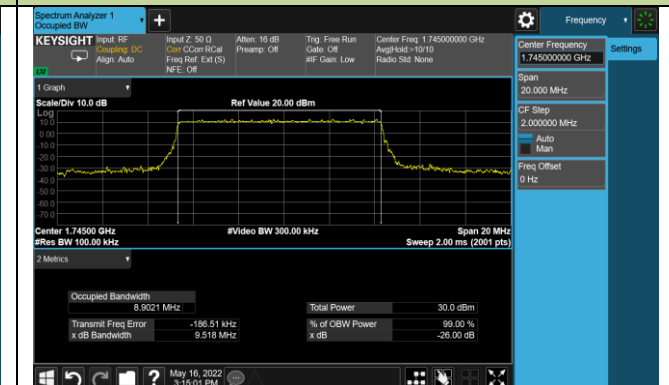 Spectrum Analyzer 1
Occupied BW
+
Frequency
KEYSIGHT
Input: RF
Coupling: DC
Align: Auto
Input Z: 50 Ω
Corr CCorr RCal
Freq Ref: Ext (S)
NFE: Off
Atten: 16 dB
Preamp: Off
Trig: Free Run
Gate: Off
#IF Gain: Low
Center Freq: 1.745000000 GHz
Avg|Hold:>10/10
Radio Std: None
LXI
Center Frequency
1.745000000 GHz
Settings
Span
20.000 MHz
CF Step
2.000000 MHz
Auto
Man
Freq Offset
0 Hz
1 Graph
Scale/Div 10.0 dB
Ref Value 20.00 dBm
Log
10.0
0.00
-10.0
-20.0
-30.0
-40.0
-50.0
-60.0
-70.0
Center 1.74500 GHz
#Video BW 300.00 kHz
Span 20 MHz
#Res BW 100.00 kHz
Sweep 2.00 ms (2001 pts)
2 Metrics
Occupied Bandwidth
8.9021 MHz
Total Power
30.0 dBm
Transmit Freq Error
-186.51 kHz
% of OBW Power
99.00 %
x dB Bandwidth
9.518 MHz
x dB
-26.00 dB
?
May 16, 2022
3:15:01 PM